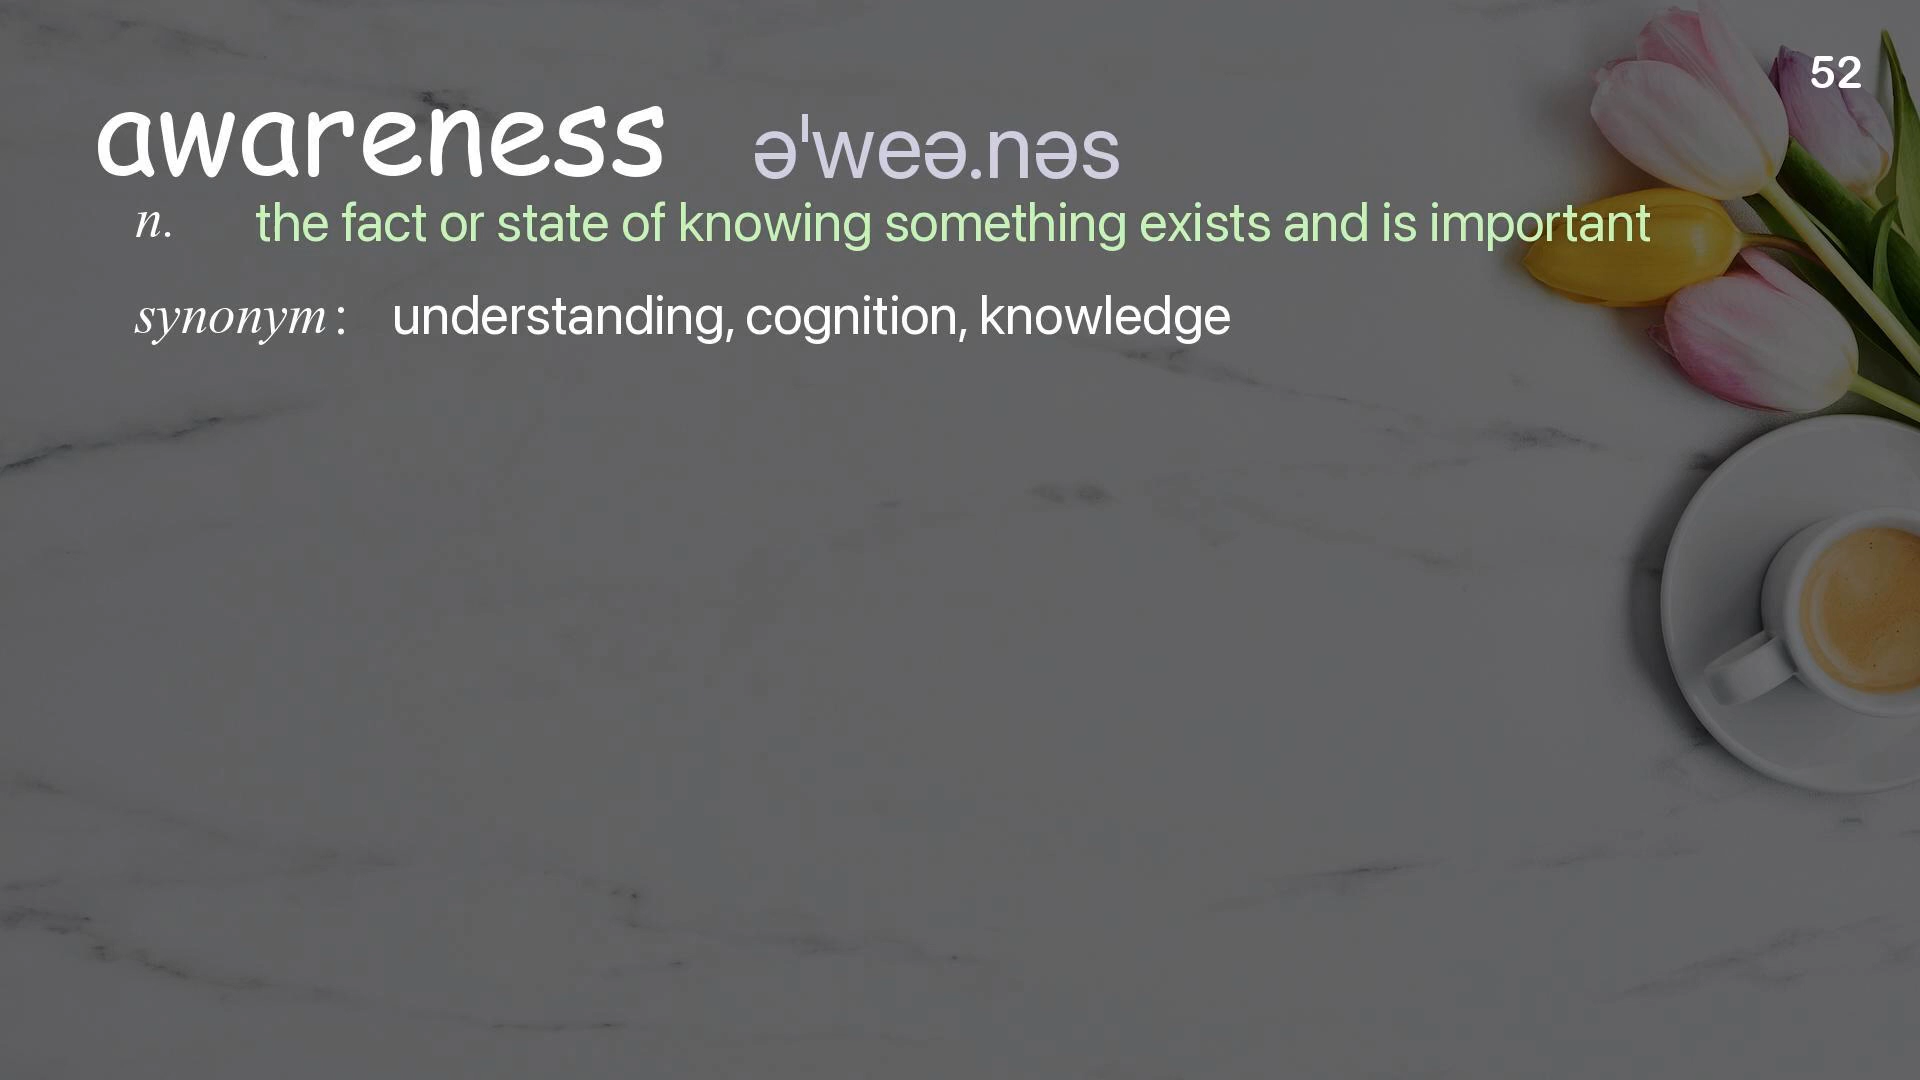 52
awareness əˈweə.nəs
n. the fact or state of knowing something exists and is important
synonym : understanding, cognition, knowledge